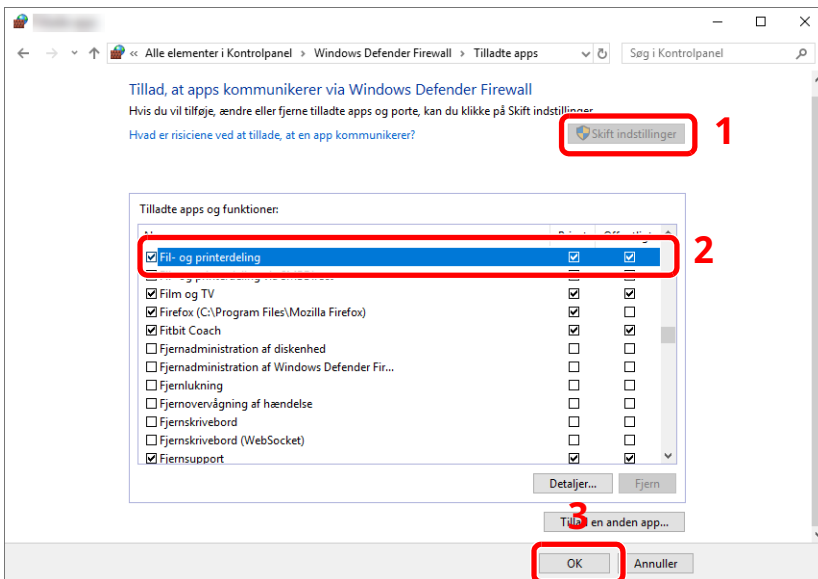 « Alle elementer i Kontrolpanel > Windows Defender Firewall > Tilladte apps
Søg i Kontrolpanel
Tillad, at apps kommunikerer via Windows Defender Firewall
Hvis du vil tilføje, ændre eller fjerne tilladte apps og porte, kan du klikke på Skift indstillinger.
Hvad er risiciene ved at tillade, at en app kommunikerer?
Skift indstillinger
1
Tilladte apps og funktioner:
Fil- og printerdeling
2
Film og TV
Firefox (C:\Program Files\Mozilla Firefox)
Fitbit Coach
Fjernadministration af diskenhed
Fjernadministration af Windows Defender Fir...
Fjernlukning
Fjernovervågning af hændelse
Fjernskrivebord
Fjernskrivebord (WebSocket)
Fjernsupport
Detaljer...
Fjern
3
Tillad en anden app...
OK
Annuller